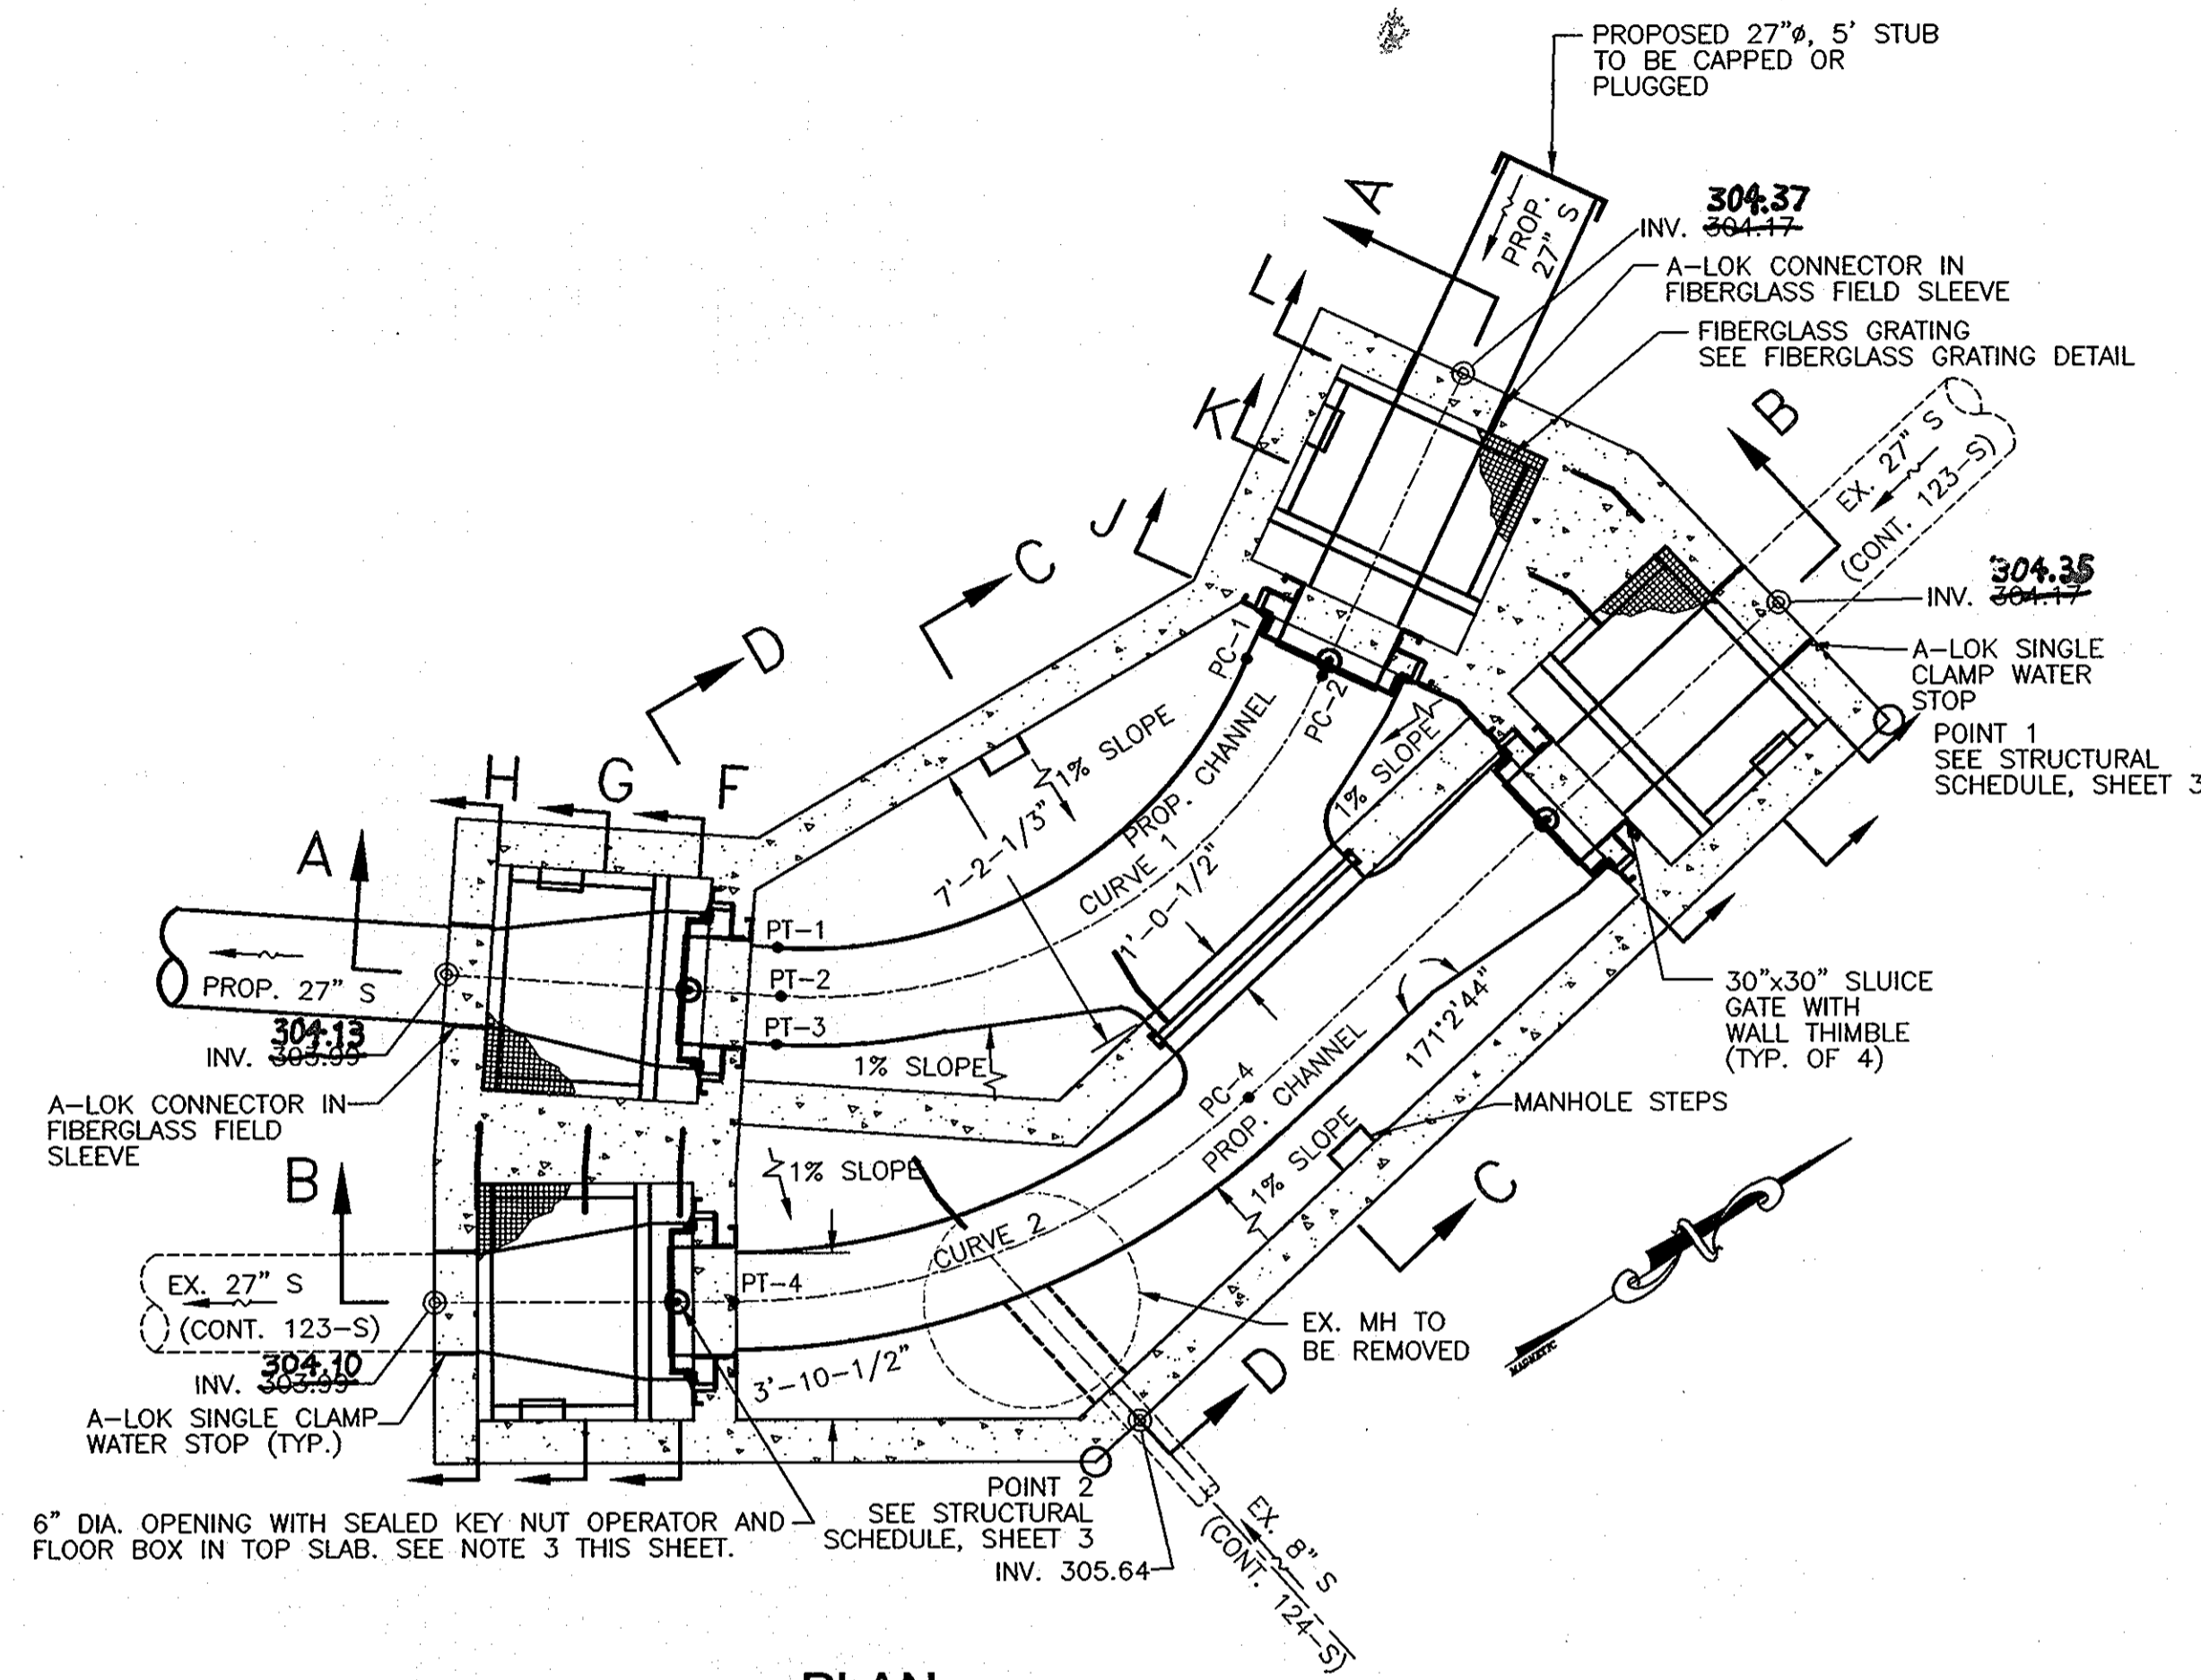 PROPOSED 27"ø, 5' STUB
TO BE CAPPED OR
PLUGGED
304.37
INV. 304.17
A-LOK CONNECTOR IN
FIBERGLASS FIELD SLEEVE
FIBERGLASS GRATING
SEE FIBERGLASS GRATING DETAIL
PROP.
27" S
A
L
K
J
B
EX. 27" S
(CONT. 123-S)
304.35
INV. 304.17
A-LOK SINGLE
CLAMP WATER
STOP
POINT 1
SEE STRUCTURAL
SCHEDULE, SHEET 3
C
D
H
G
F
A
PC-1
PC-2
1% SLOPE
1% SLOPE
PROP. CHANNEL
CURVE 1
7'-2-1/3"
1'-0-1/2"
PT-1
PT-2
PT-3
1% SLOPE
PROP. 27" S
304.13
INV. 303.99
A-LOK CONNECTOR IN
FIBERGLASS FIELD
SLEEVE
30"x30" SLUICE
GATE WITH
WALL THIMBLE
(TYP. OF 4)
171°2'44"
PC-4
PROP. CHANNEL
1% SLOPE
MANHOLE STEPS
B
1% SLOPE
CURVE 2
C
PT-4
EX. 27" S
(CONT. 123-S)
304.10
INV. 303.99
A-LOK SINGLE CLAMP
WATER STOP (TYP.)
3'-10-1/2"
EX. MH TO
BE REMOVED
D
MAGNETIC
6" DIA. OPENING WITH SEALED KEY NUT OPERATOR AND
FLOOR BOX IN TOP SLAB. SEE NOTE 3 THIS SHEET.
POINT 2
SEE STRUCTURAL
SCHEDULE, SHEET 3
INV. 305.64
EX. 8" S
(CONT. 124-S)
PLAN